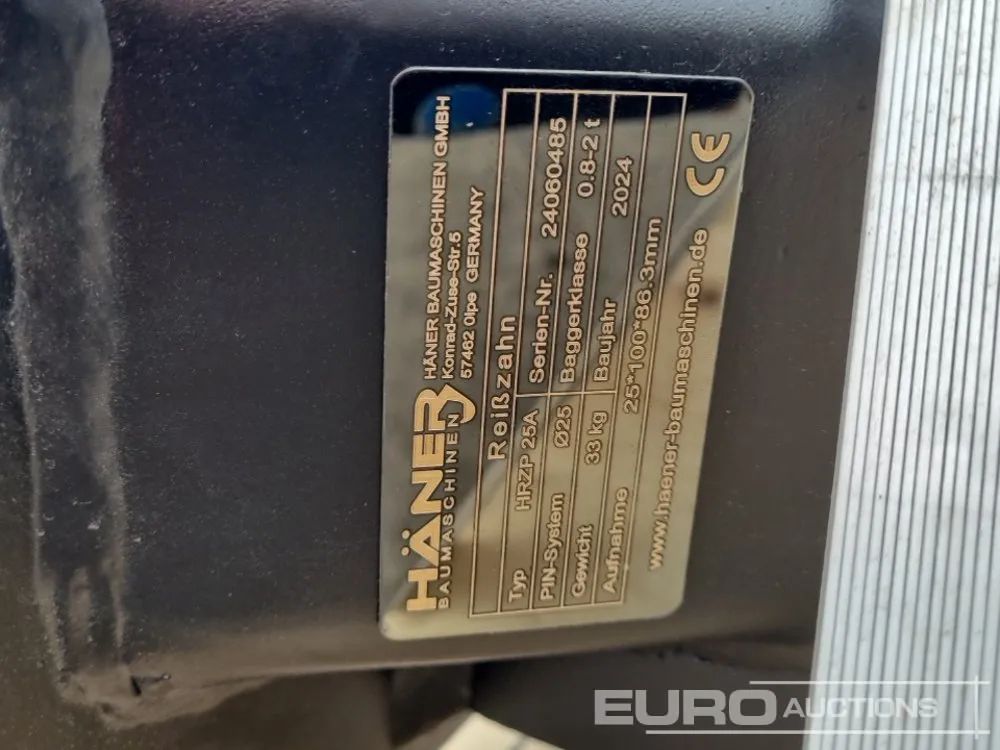 HÄNER
BAUMASCHINEN
HÄNER BAUMASCHINEN GMBH
Konrad-Zuse-Str.5
57462 Olpe GERMANY
Reißzahn
Typ HRZP 25A Serien-Nr. 24060485
PIN-System Ø25 Baggerklasse 0.8-2 t
Gewicht 33 kg Baujahr 2024
Aufnahme 25*100*86.3mm
www.haener-baumaschinen.de CE
EURO AUCTIONS